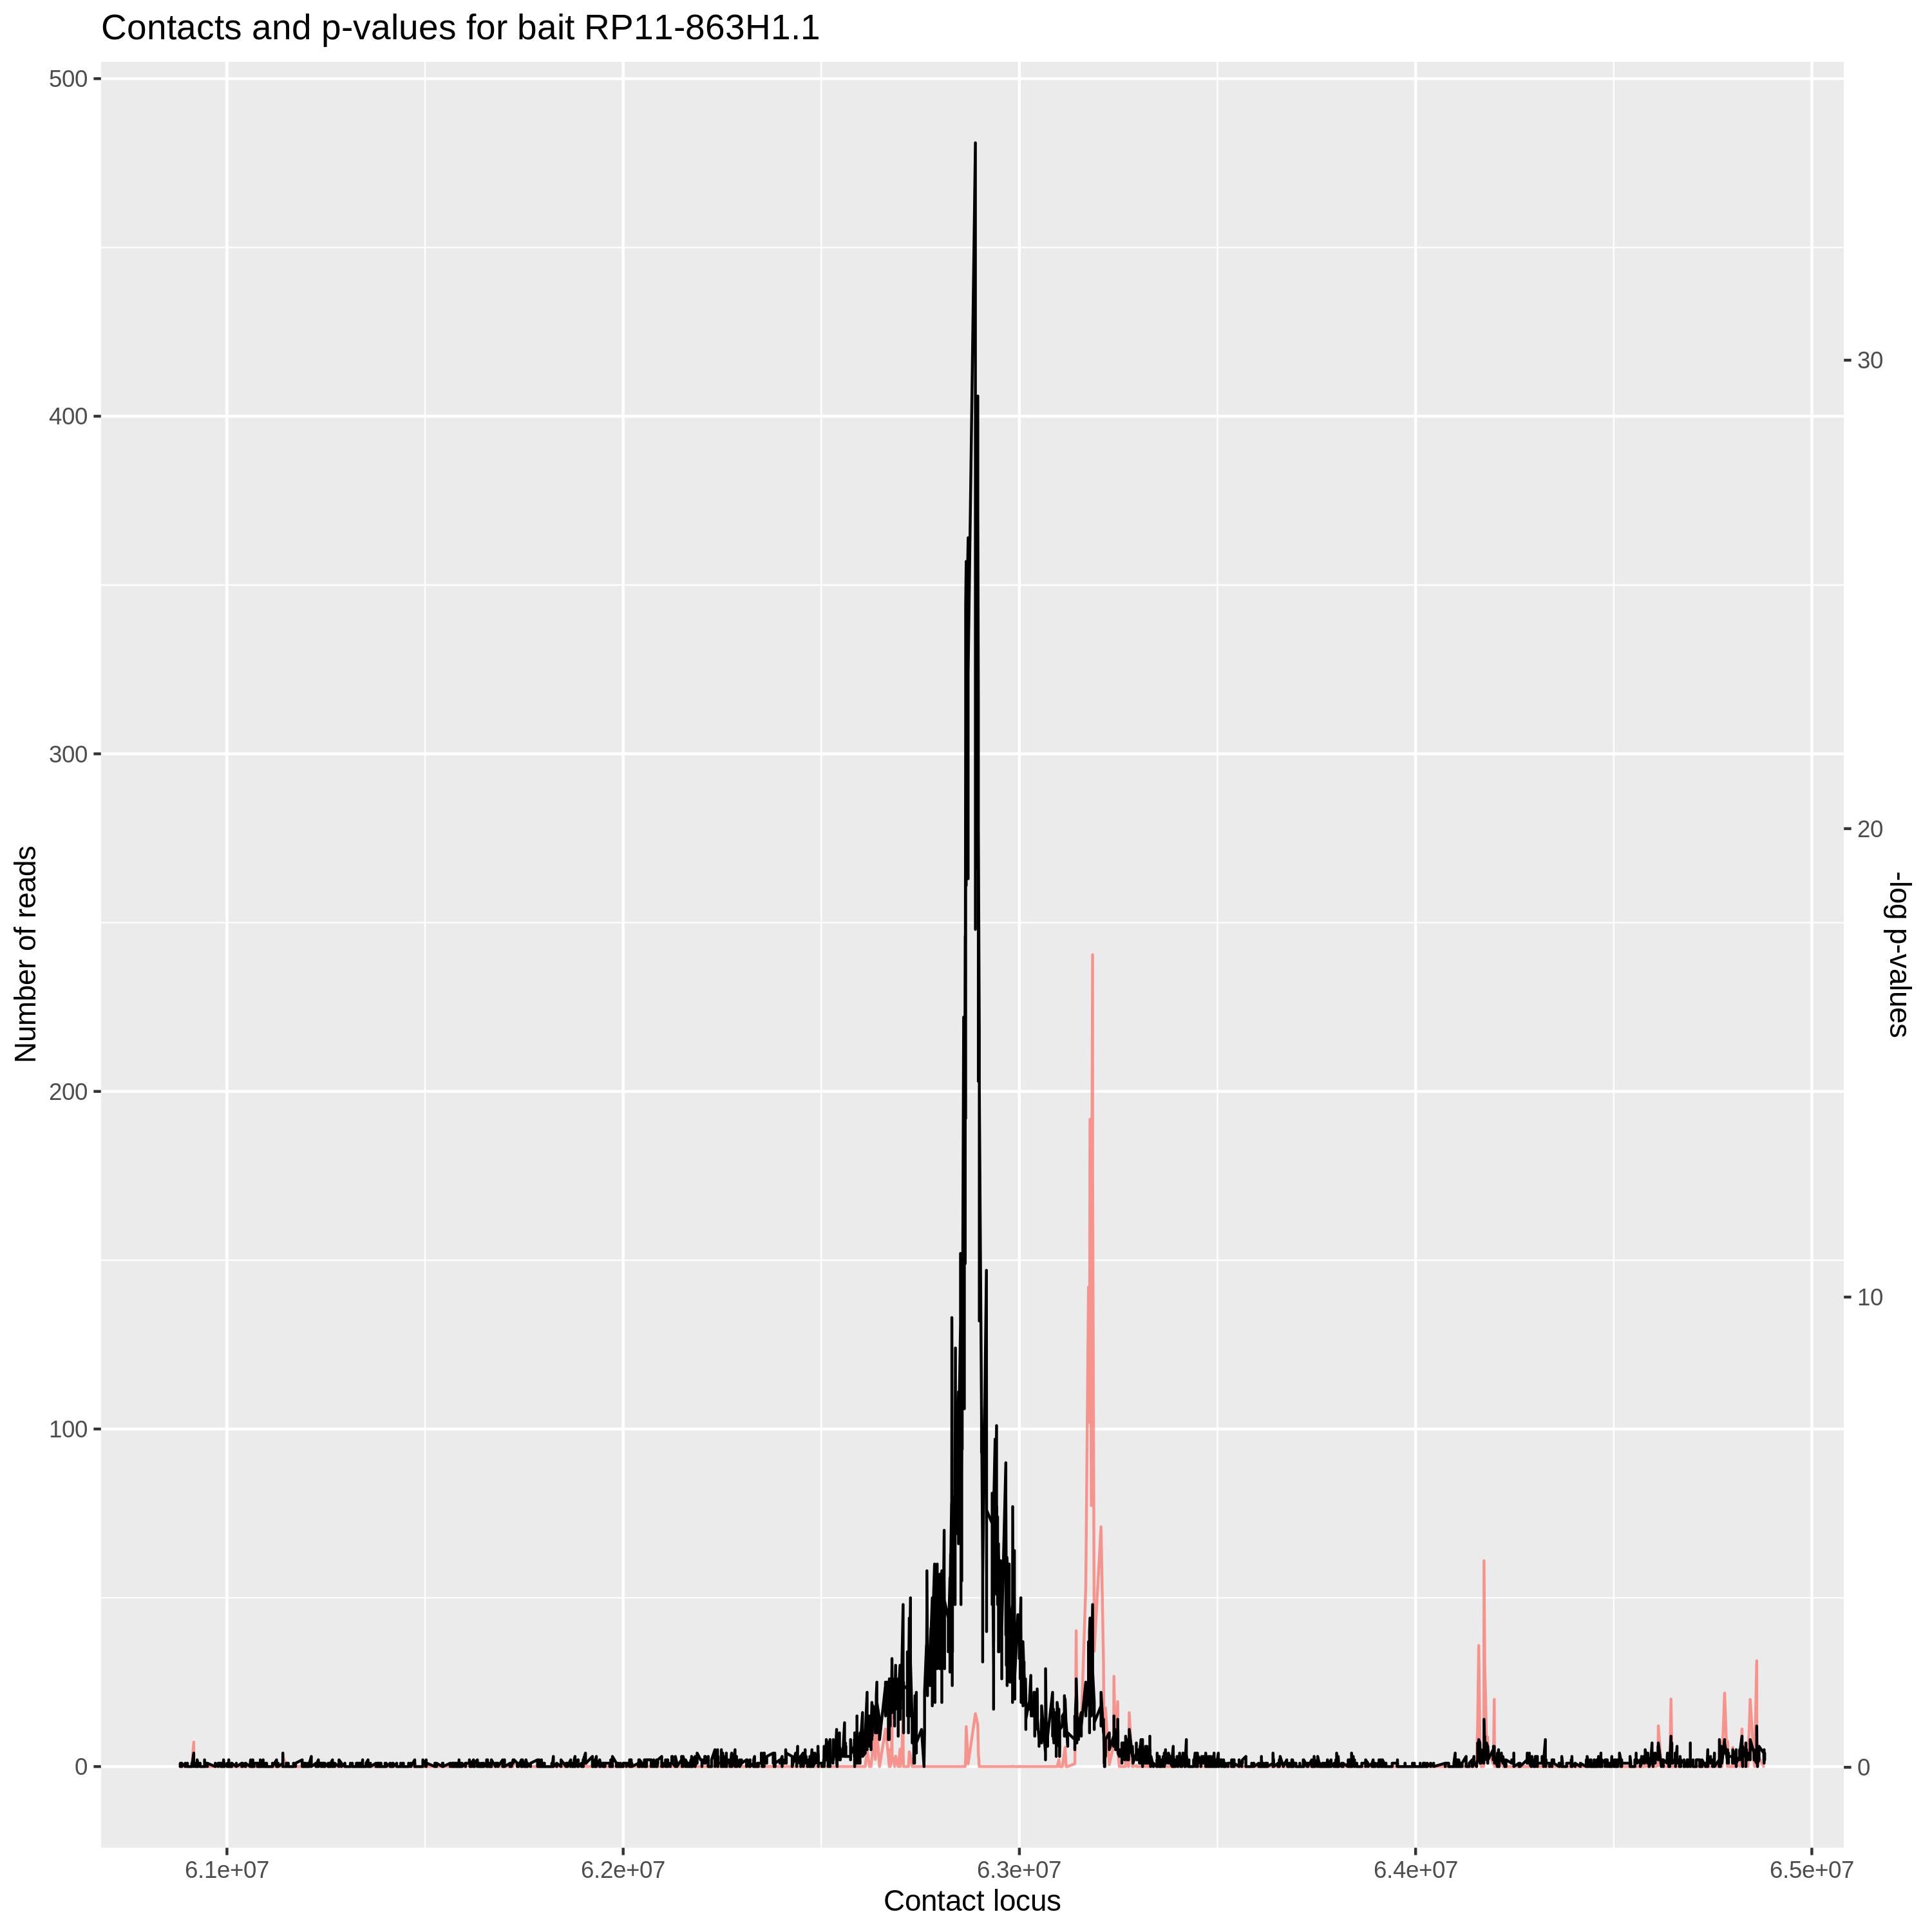 Contacts and p-values for bait RP11-863H1.1
500
400
300
200
100
0
Number of reads
30
20
10
0
-log p-values
6.1e+07
6.2e+07
6.3e+07
6.4e+07
6.5e+07
Contact locus